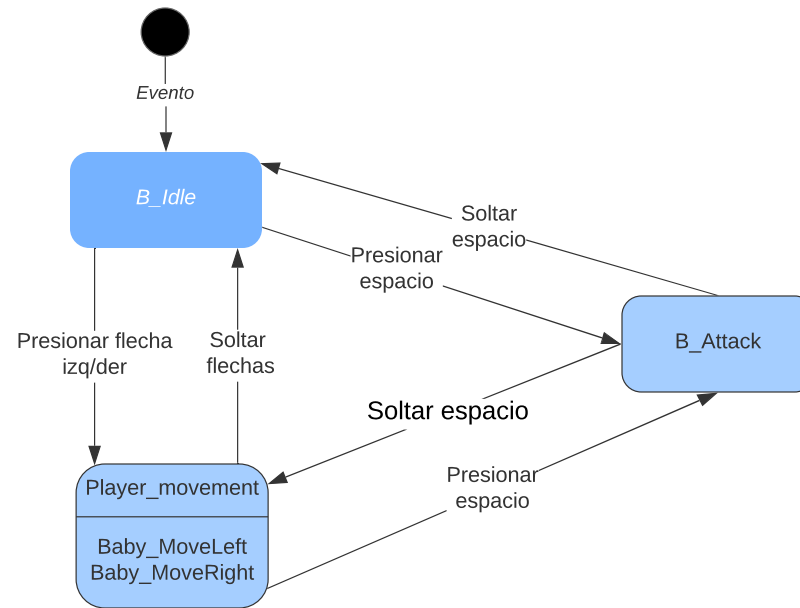 Evento
B_Idle
Soltar
espacio
Presionar
espacio
Presionar flecha
izq/der
Soltar
flechas
B_Attack
Soltar espacio
Presionar
espacio
Player_movement
Baby_MoveLeft
Baby_MoveRight